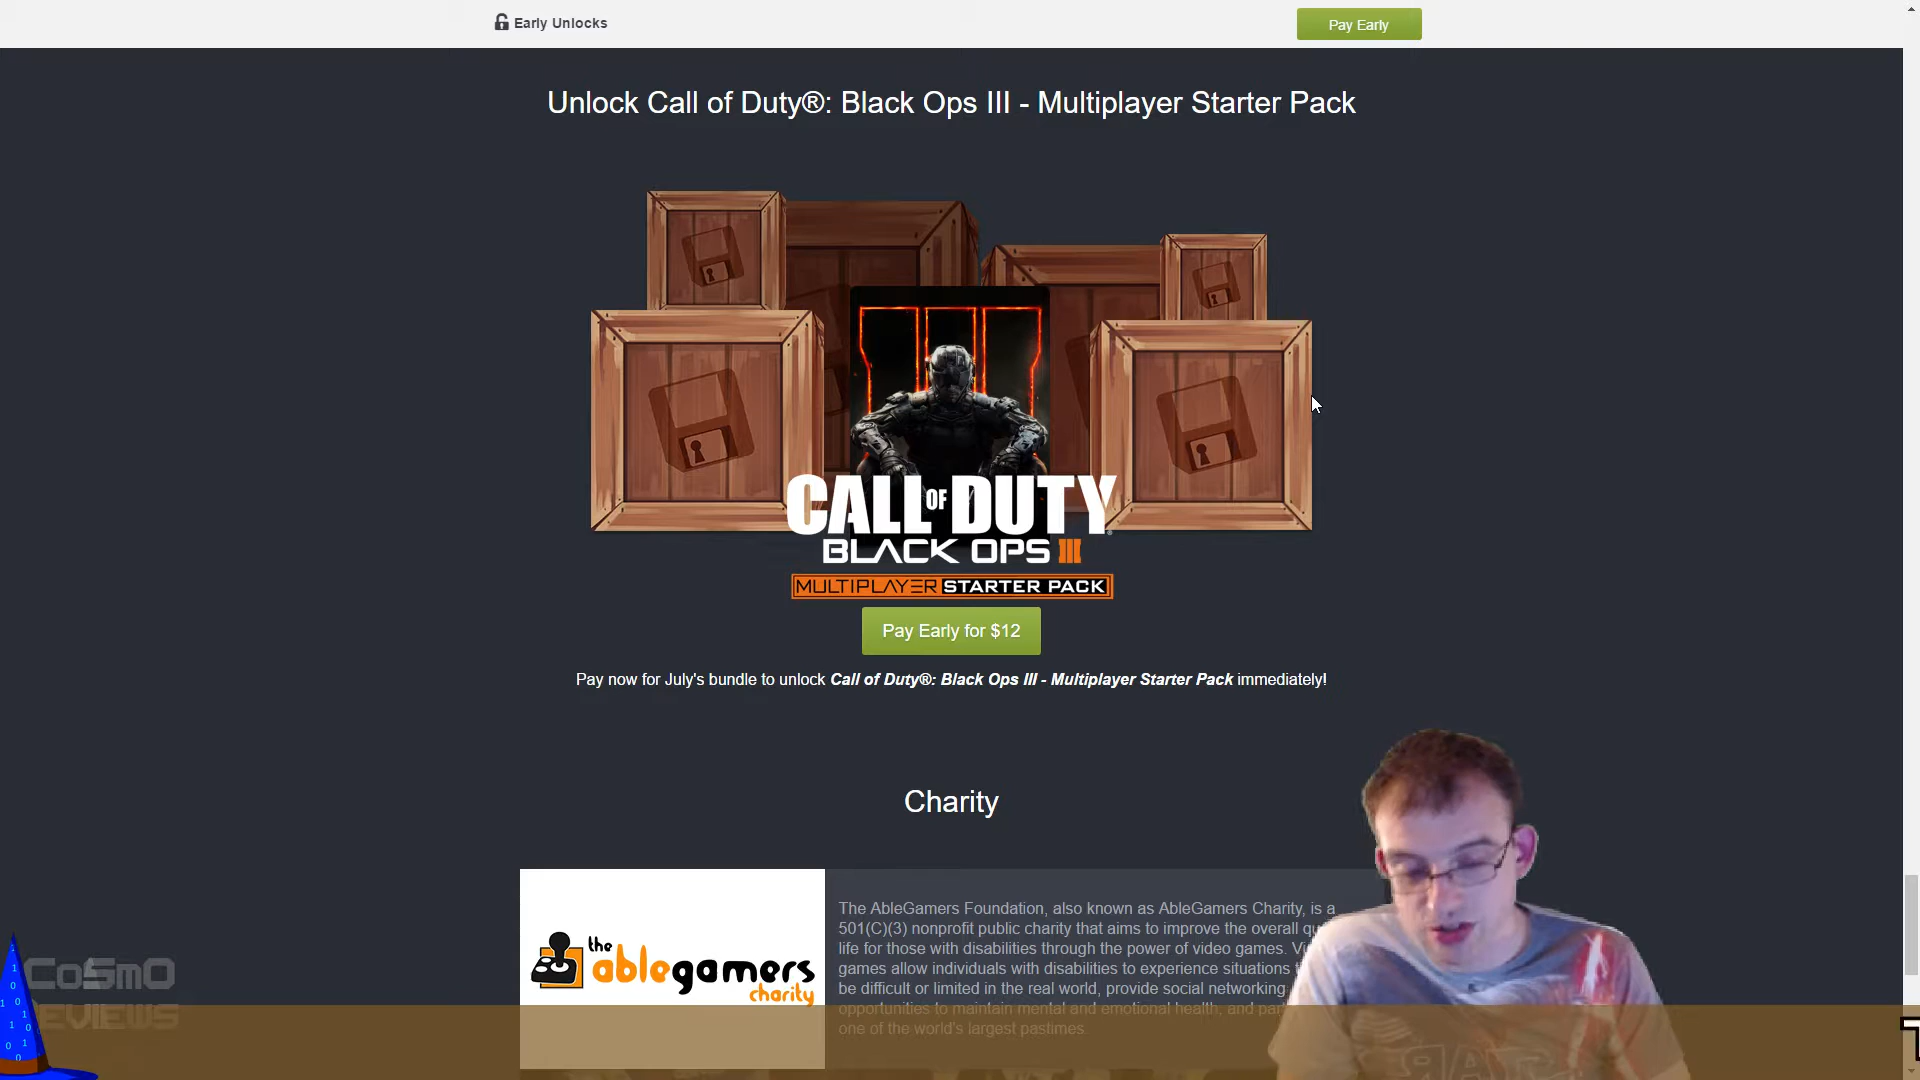 Early Unlocks
Pay Early
Unlock Call of Duty®: Black Ops III - Multiplayer Starter Pack
CALL OF DUTY®
BLACK OPS III
MULTIPLAYER STARTER PACK
Pay Early for $12
Pay now for July's bundle to unlock Call of Duty®: Black Ops III - Multiplayer Starter Pack immediately!
Charity
the
ablegamers
charity
The AbleGamers Foundation, also known as AbleGamers Charity, is a
501(C)(3) nonprofit public charity that aims to improve the overall
life for those with disabilities through the power of video games.
games allow individuals with disabilities to experience situations
be difficult or limited in the real world, provide social networking
opportunities to maintain mental and emotional health, and
one of the world's largest pastimes.
CoSmO